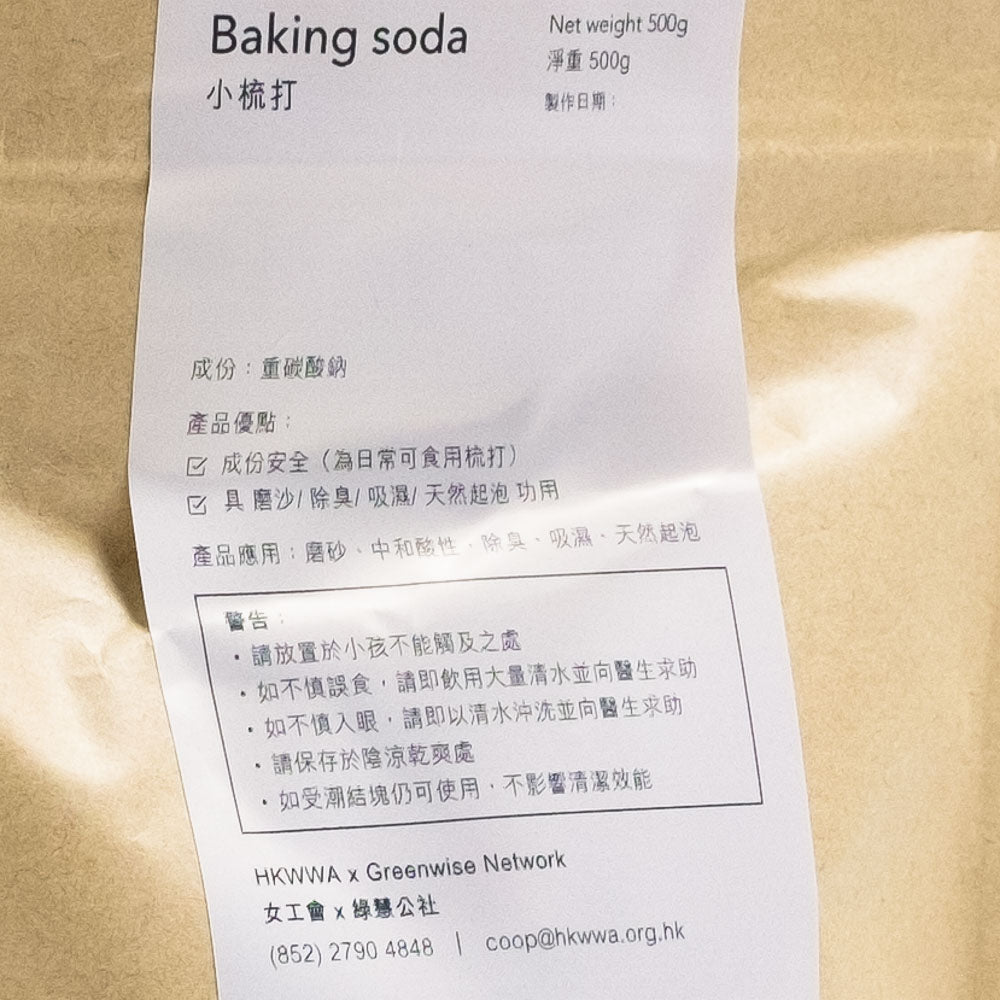 Baking soda
小梳打
Net weight 500g
淨重 500g
製作日期：
成份：重碳酸鈉
產品優點：
☑ 成份安全（為日常可食用梳打）
☑ 具 磨沙/ 除臭/ 吸濕/ 天然起泡 功用
產品應用：磨砂、中和酸性、除臭、吸濕、天然起泡
警告：
・請放置於小孩不能觸及之處
・如不慎誤食，請即飲用大量清水並向醫生求助
・如不慎入眼，請即以清水沖洗並向醫生求助
・請保存於陰涼乾爽處
・如受潮結塊仍可使用，不影響清潔效能
HKWWA x Greenwise Network
女工會 x 綠慧公社
(852) 2790 4848 | coop@hkwwa.org.hk